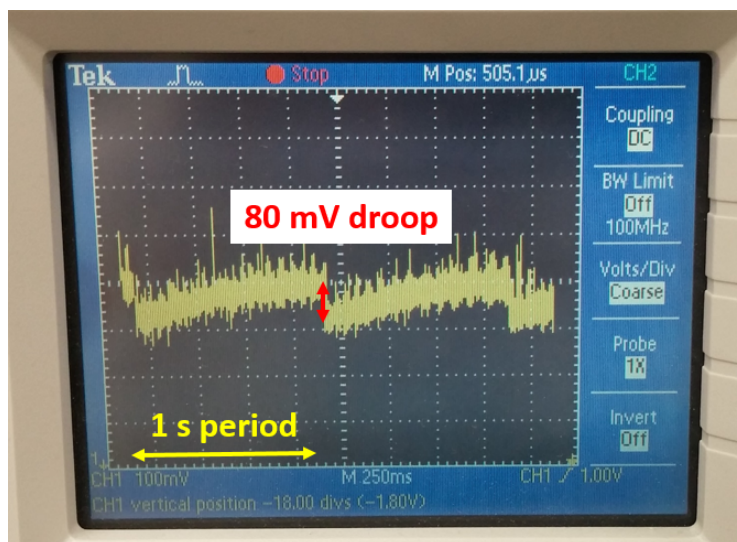 Tek Stop M Pos: 505.1µs CH2
Coupling
DC
BW Limit
Off
100MHz
80 mV droop
Volts/Div
Coarse
Probe
1X
1 s period
Invert
Off
1
CH1 100mV M 250ms CH1 1.00V
CH1 vertical position -18.00 divs (-1.80V)